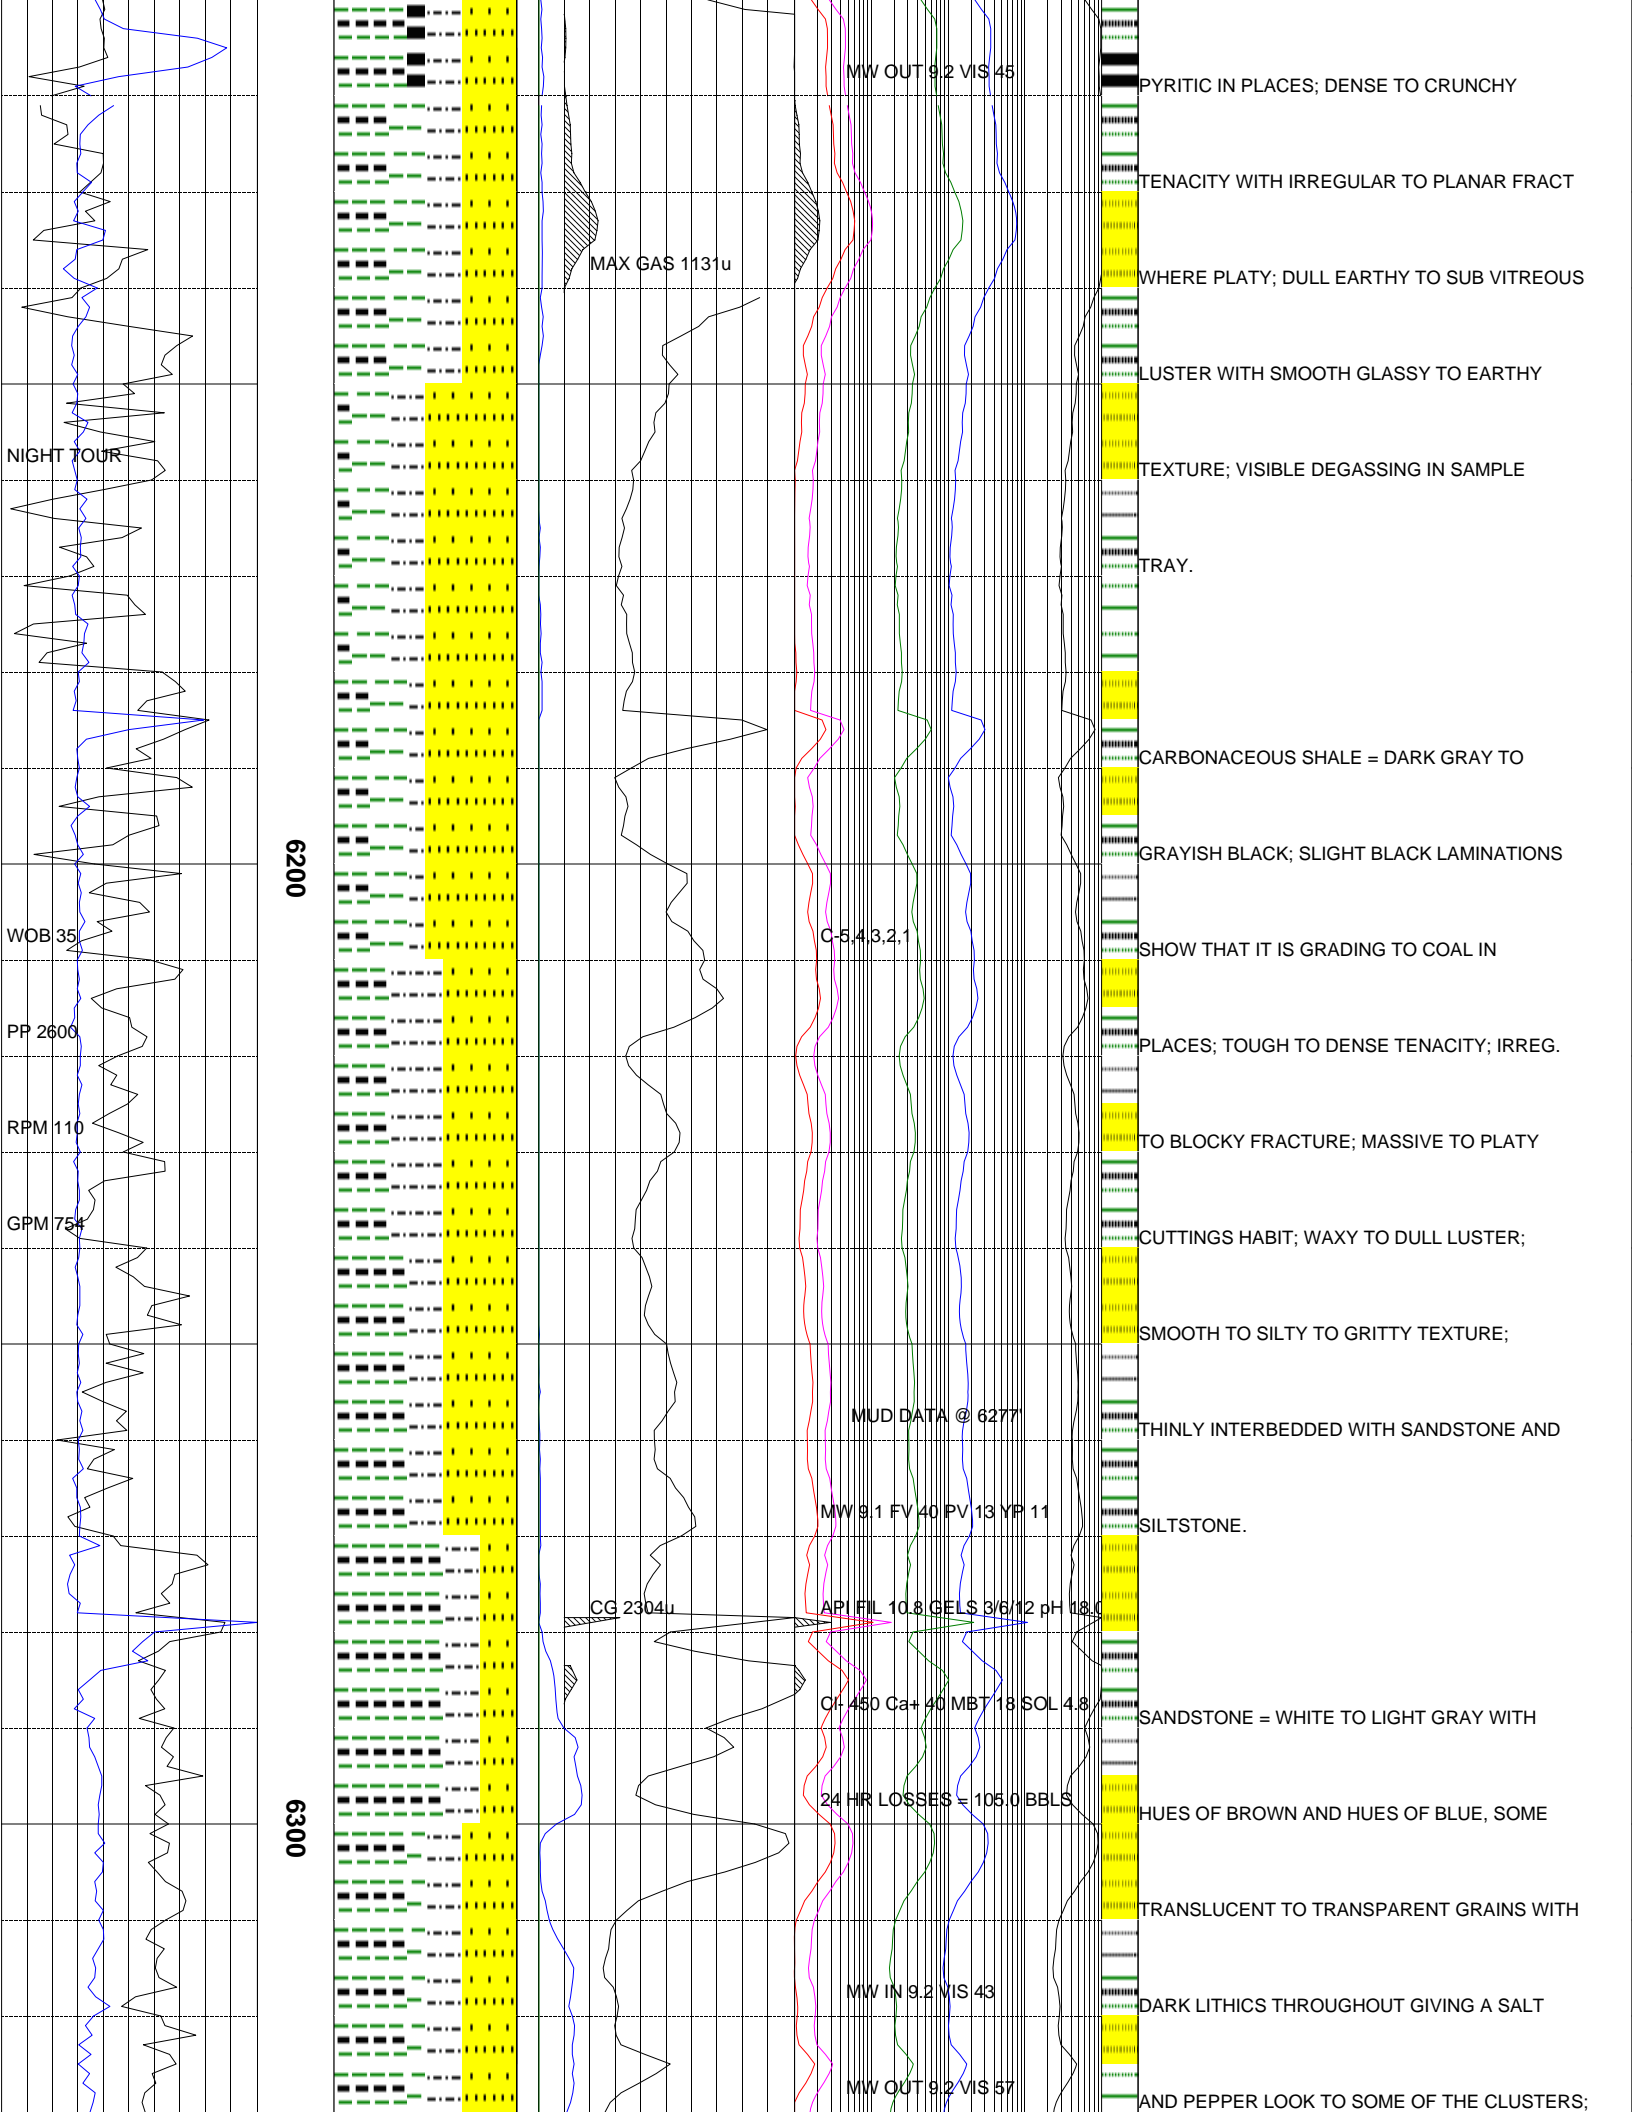 MW OUT 9.2 VIS 45
PYRITIC IN PLACES; DENSE TO CRUNCHY
TENACITY WITH IRREGULAR TO PLANAR FRACT
MAX GAS 1131u
WHERE PLATY; DULL EARTHY TO SUB VITREOUS
LUSTER WITH SMOOTH GLASSY TO EARTHY
NIGHT TOUR
TEXTURE; VISIBLE DEGASSING IN SAMPLE
TRAY.
CARBONACEOUS SHALE = DARK GRAY TO
6200
GRAYISH BLACK; SLIGHT BLACK LAMINATIONS
WOB 35
C-5,4,3,2,1
SHOW THAT IT IS GRADING TO COAL IN
PP 2600
PLACES; TOUGH TO DENSE TENACITY; IRREG.
RPM 110
TO BLOCKY FRACTURE; MASSIVE TO PLATY
GPM 754
CUTTINGS HABIT; WAXY TO DULL LUSTER;
SMOOTH TO SILTY TO GRITTY TEXTURE;
MUD DATA @ 6277'
THINLY INTERBEDDED WITH SANDSTONE AND
MW 9.1 FV 40 PV 13 YP 11
SILTSTONE.
CG 2304u
API FIL 10.8 GELS 3/6/12 pH 18.0
Cl- 450 Ca+ 40 MBT 18 SOL 4.8
SANDSTONE = WHITE TO LIGHT GRAY WITH
6300
24 HR LOSSES = 105.0 BBLS
HUES OF BROWN AND HUES OF BLUE, SOME
TRANSLUCENT TO TRANSPARENT GRAINS WITH
MW IN 9.2 VIS 43
DARK LITHICS THROUGHOUT GIVING A SALT
MW OUT 9.2 VIS 57
AND PEPPER LOOK TO SOME OF THE CLUSTERS;